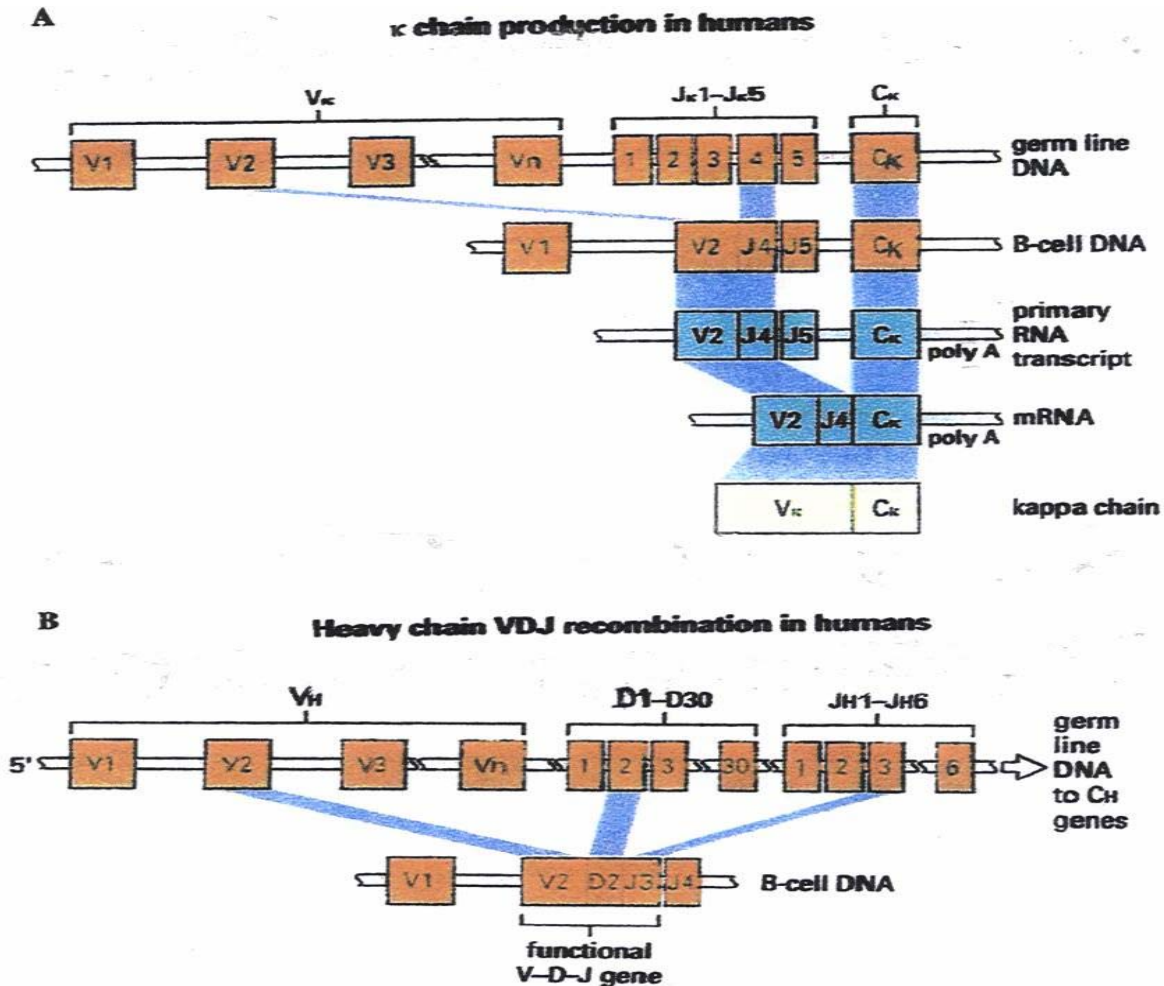 A
κ chain production in humans
Vκ
Jκ1–Jκ5
Cκ
V1 V2 V3 Vn 1 2 3 4 5 CK
germ line
DNA
V1 V2 J4 J5 CK
B-cell DNA
V2 J4 J5 Cκ
poly A
primary
RNA
transcript
V2 J4 Cκ
poly A
mRNA
Vκ Cκ
kappa chain
B
Heavy chain VDJ recombination in humans
VH
D1–D30
JH1–JH6
5' V1 V2 V3 Vn 1 2 3 30 1 2 3 6
germ
line
DNA
to CH
genes
V1 V2 D2 J3 J4
B-cell DNA
functional
V–D–J gene